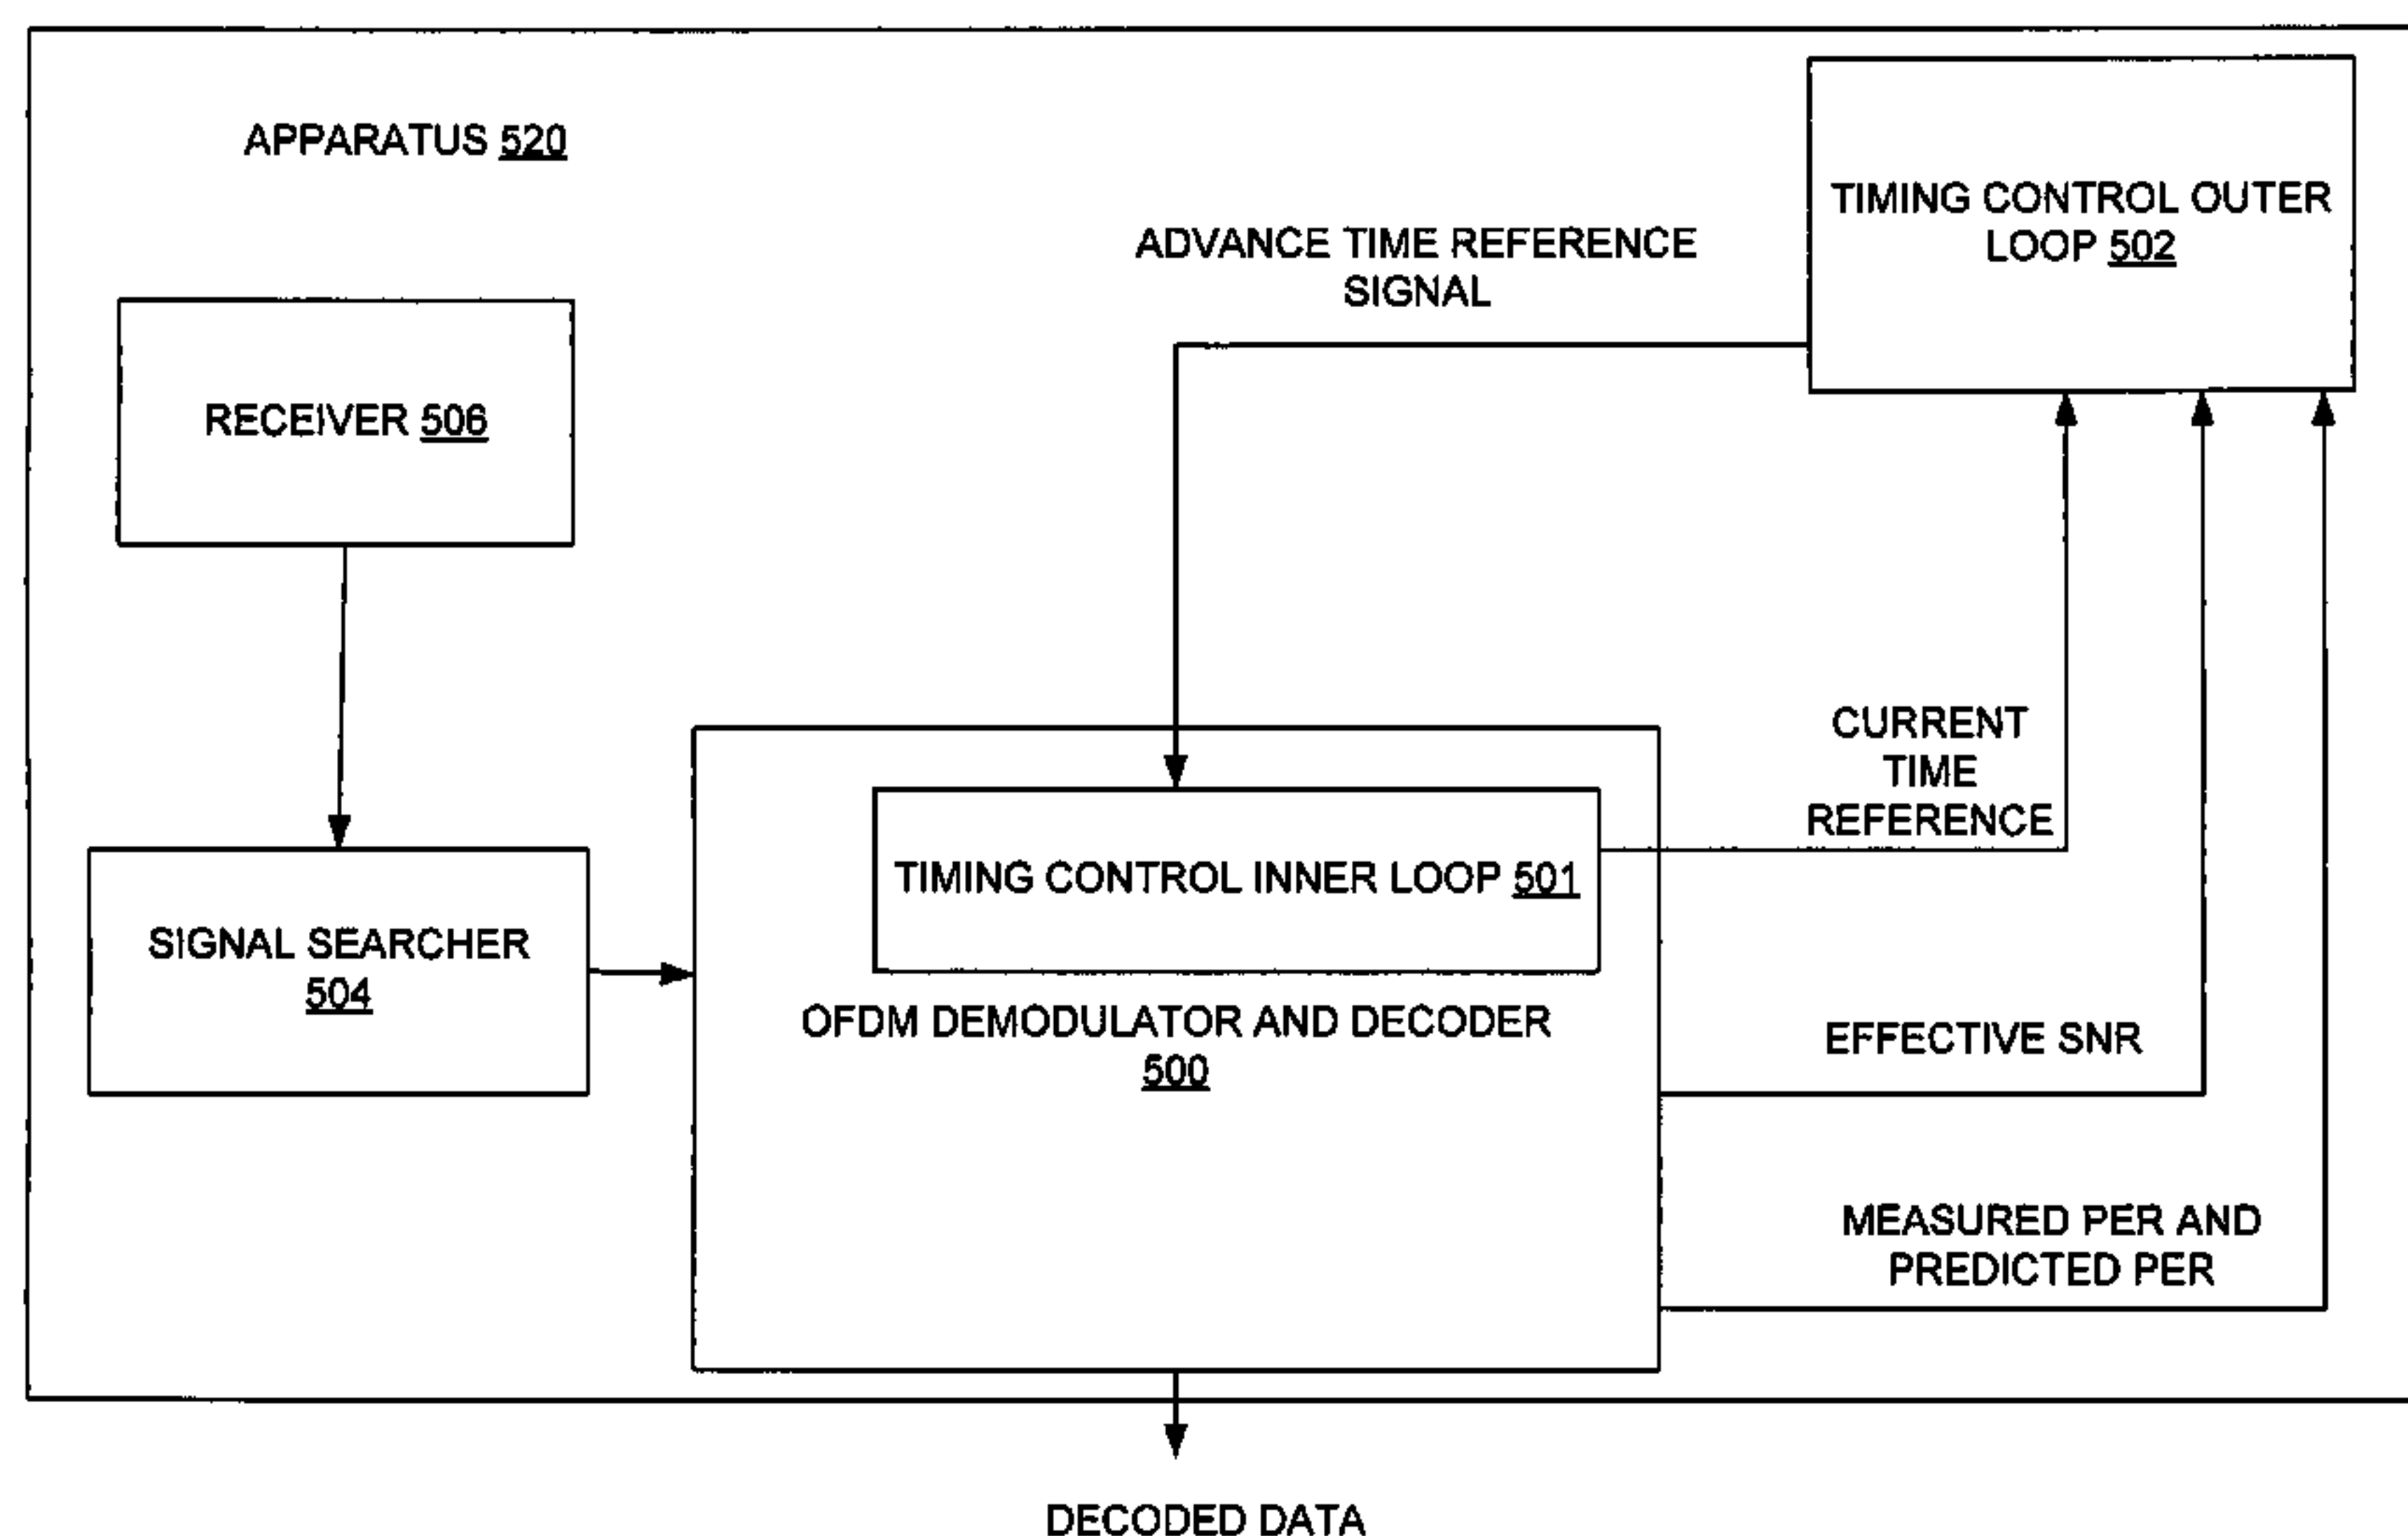 APPARATUS 520
TIMING CONTROL OUTER
LOOP 502
ADVANCE TIME REFERENCE
SIGNAL
RECEIVER 506
CURRENT
TIME
REFERENCE
TIMING CONTROL INNER LOOP 501
SIGNAL SEARCHER
504
OFDM DEMODULATOR AND DECODER
500
EFFECTIVE SNR
MEASURED PER AND
PREDICTED PER
DECODED DATA